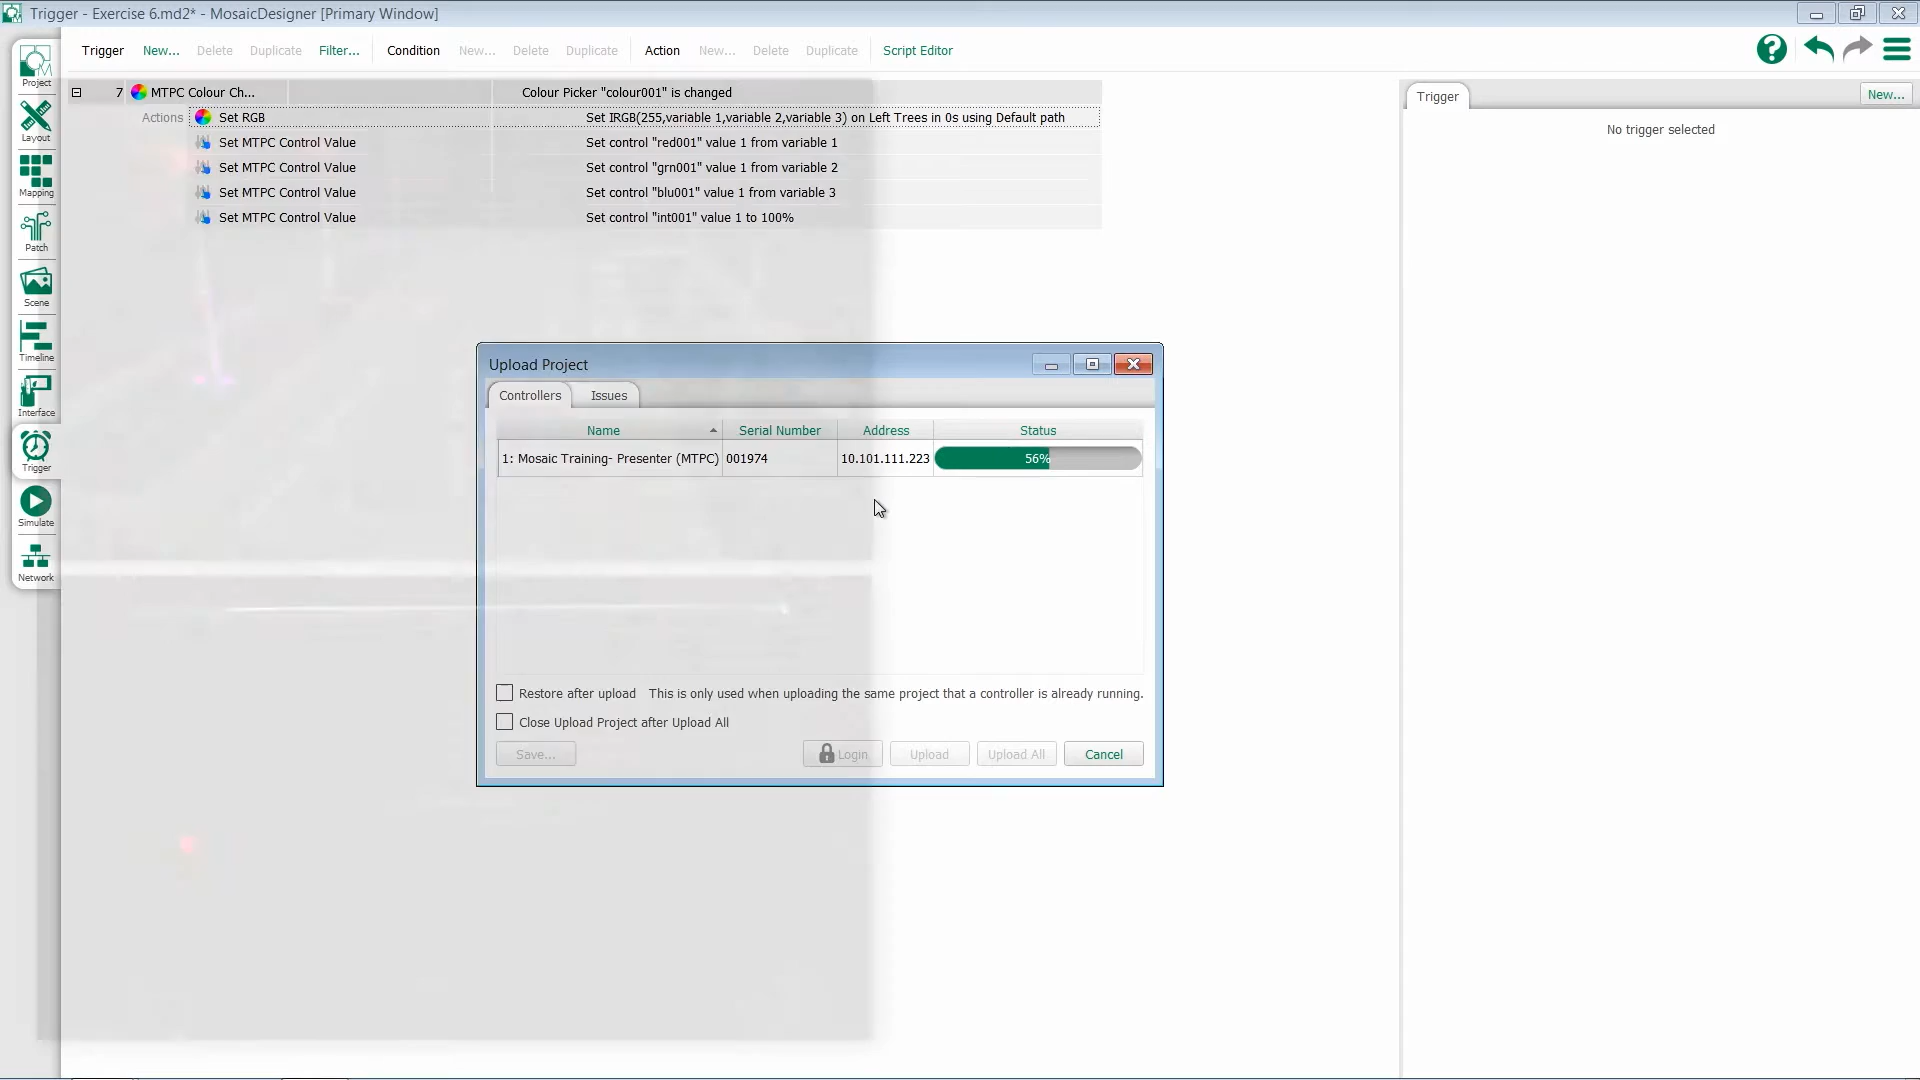 Trigger - Exercise 6.md2* - MosaicDesigner [Primary Window]
Trigger New... Delete Duplicate Filter... Condition New... Delete Duplicate Action New... Delete Duplicate Script Editor
Project
Layout
Mapping
Patch
Scene
Timeline
Interface
Trigger
Simulate
Network
7 MTPC Colour Ch... Colour Picker "colour001" is changed
Actions Set RGB Set IRGB(255,variable 1,variable 2,variable 3) on Left Trees in 0s using Default path
Set MTPC Control Value Set control "red001" value 1 from variable 1
Set MTPC Control Value Set control "grn001" value 1 from variable 2
Set MTPC Control Value Set control "blu001" value 1 from variable 3
Set MTPC Control Value Set control "int001" value 1 to 100%
Trigger New...
No trigger selected
Upload Project
Controllers Issues
Name Serial Number Address Status
1: Mosaic Training- Presenter (MTPC) 001974 10.101.111.223 56%
Restore after upload This is only used when uploading the same project that a controller is already running.
Close Upload Project after Upload All
Save... Login Upload Upload All Cancel